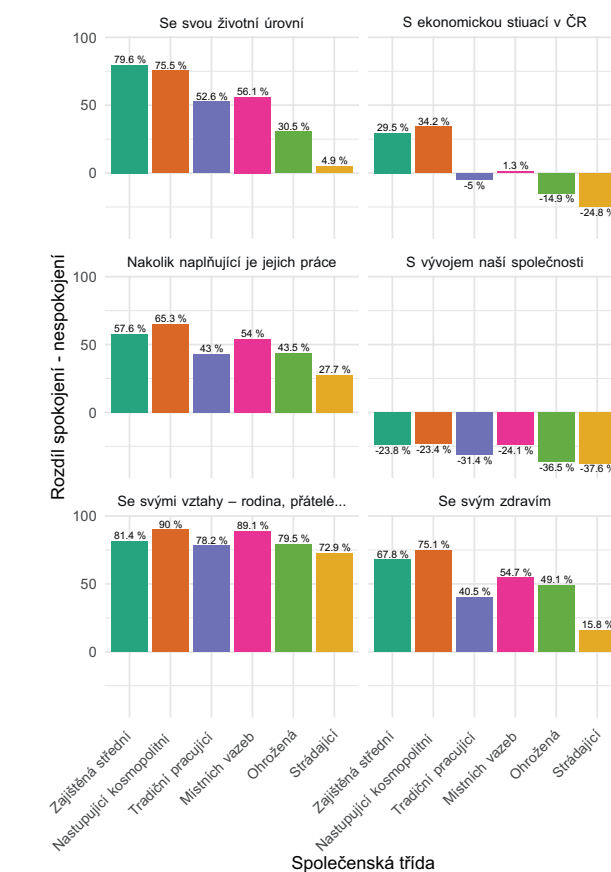 Se svou životní úrovní
S ekonomickou stiuací v ČR
100
79.6 %
75.5 %
52.6 %
56.1 %
30.5 %
4.9 %
29.5 %
34.2 %
-5 %
1.3 %
-14.9 %
-24.8 %
50
0
Nakolik naplňující je jejich práce
S vývojem naší společnosti
100
57.6 %
65.3 %
43 %
54 %
43.5 %
27.7 %
-23.8 %
-23.4 %
-31.4 %
-24.1 %
-36.5 %
-37.6 %
50
0
Rozdíl spokojení - nespokojení
Se svými vztahy – rodina, přátelé...
Se svým zdravím
100
81.4 %
90 %
78.2 %
89.1 %
79.5 %
72.9 %
67.8 %
75.1 %
40.5 %
54.7 %
49.1 %
15.8 %
50
0
Zajištěná střední
Nastupující kosmopolitní
Tradiční pracující
Místních vazeb
Ohrožená
Strádající
Zajištěná střední
Nastupující kosmopolitní
Tradiční pracující
Místních vazeb
Ohrožená
Strádající
Společenská třída